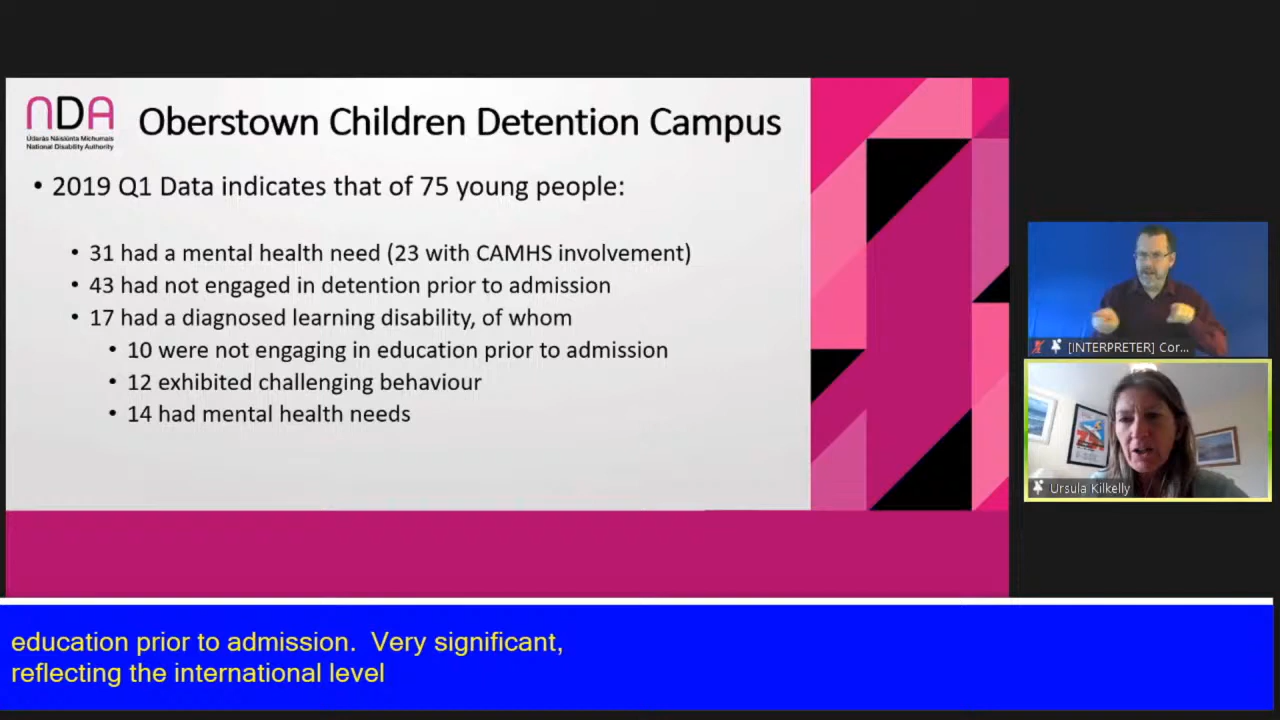 nDA
Údarás Náisiúnta Míchumais
National Disability Authority
Oberstown Children Detention Campus
• 2019 Q1 Data indicates that of 75 young people:
• 31 had a mental health need (23 with CAMHS involvement)
• 43 had not engaged in detention prior to admission
• 17 had a diagnosed learning disability, of whom
• 10 were not engaging in education prior to admission
• 12 exhibited challenging behaviour
• 14 had mental health needs
[INTERPRETER] Cor...
Ursula Kilkelly
education prior to admission. Very significant,
reflecting the international level